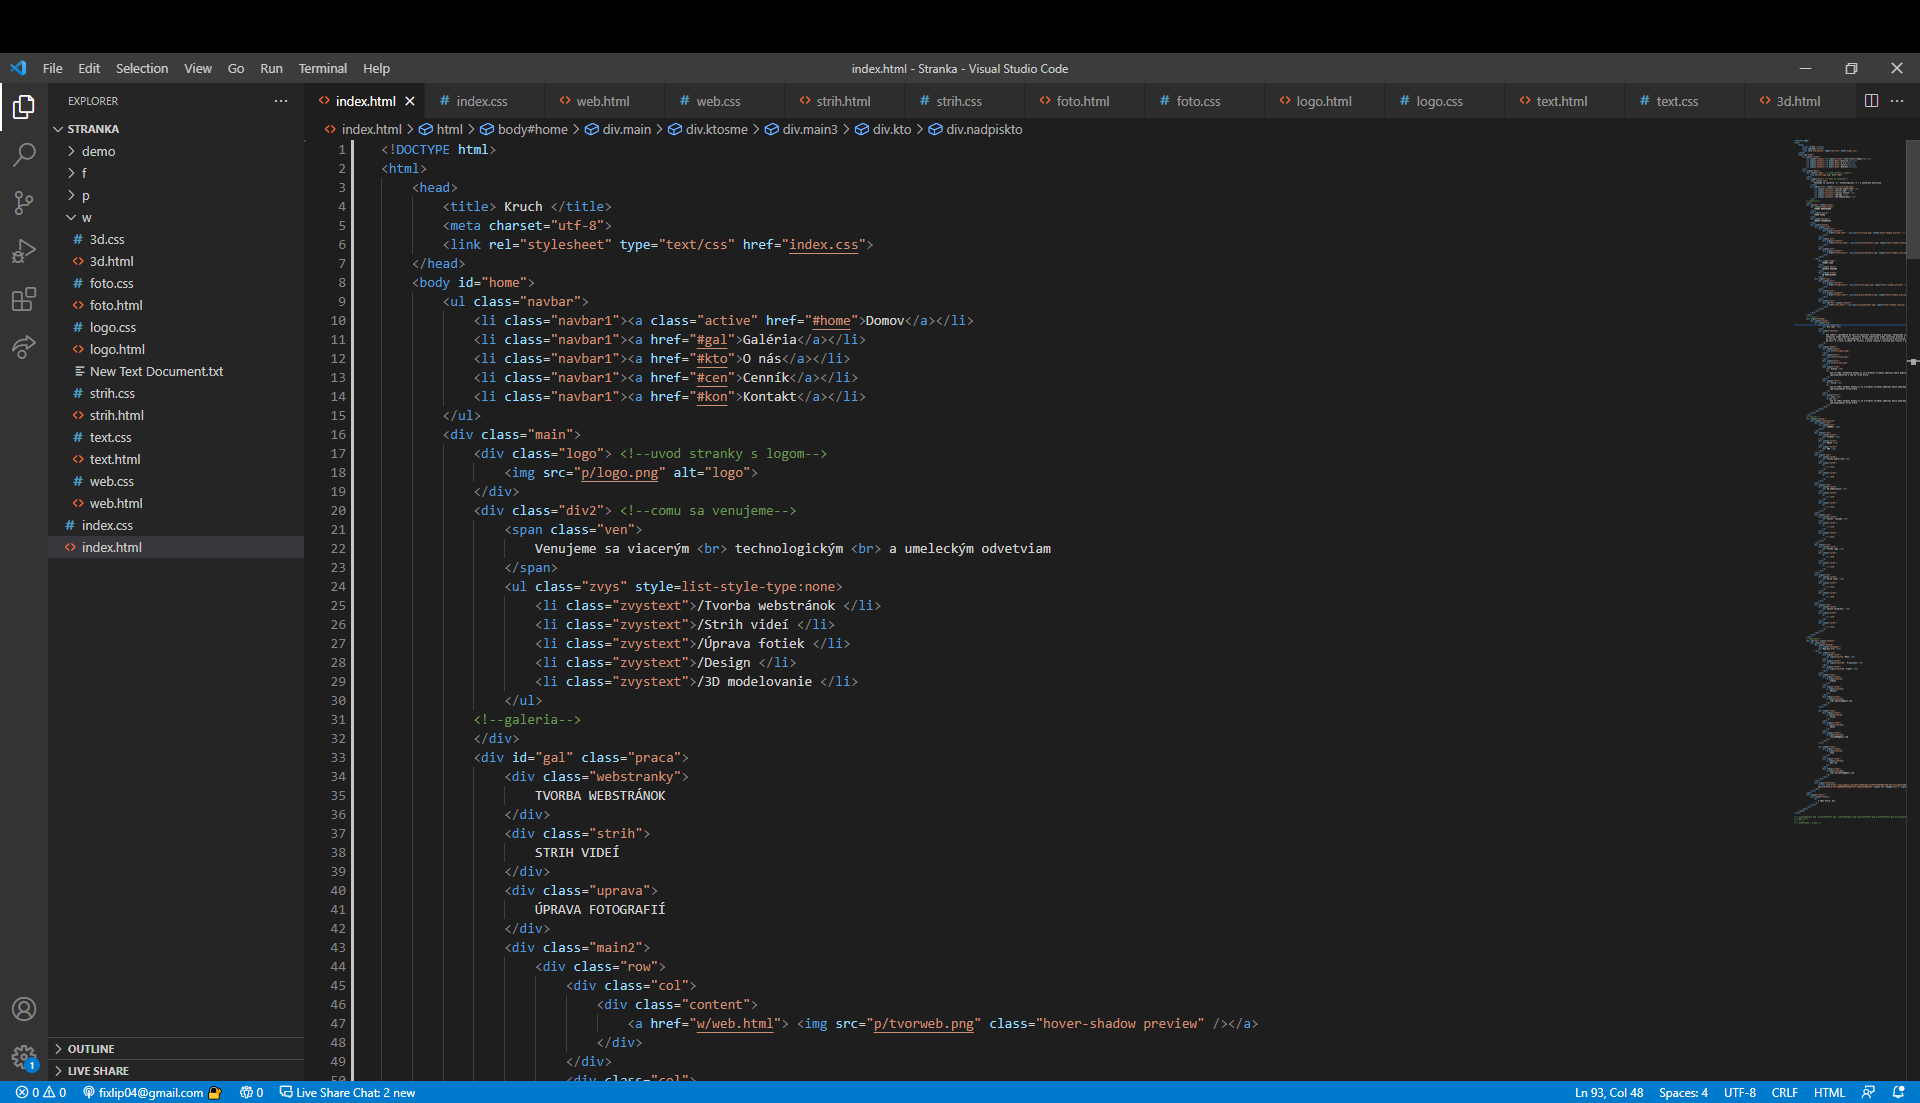 File Edit Selection View Go Run Terminal Help
index.html - Stranka - Visual Studio Code
EXPLORER
index.html index.css web.html web.css strih.html strih.css foto.html foto.css logo.html logo.css text.html text.css 3d.html
index.html > html > body#home > div.main > div.ktosme > div.main3 > div.kto > div.nadpiskto
STRANKA
demo
f
p
w
3d.css
3d.html
foto.css
foto.html
logo.css
logo.html
New Text Document.txt
strih.css
strih.html
text.css
text.html
web.css
web.html
index.css
index.html
OUTLINE
LIVE SHARE
1 <!DOCTYPE html>
2 <html>
3 <head>
4 <title> Kruch </title>
5 <meta charset="utf-8">
6 <link rel="stylesheet" type="text/css" href="index.css">
7 </head>
8 <body id="home">
9 <ul class="navbar">
10 <li class="navbar1"><a class="active" href="#home">Domov</a></li>
11 <li class="navbar1"><a href="#gal">Galéria</a></li>
12 <li class="navbar1"><a href="#kto">O nás</a></li>
13 <li class="navbar1"><a href="#cen">Cenník</a></li>
14 <li class="navbar1"><a href="#kon">Kontakt</a></li>
15 </ul>
16 <div class="main">
17 <div class="logo"> <!--uvod stranky s logom-->
18 <img src="p/logo.png" alt="logo">
19 </div>
20 <div class="div2"> <!--comu sa venujeme-->
21 <span class="ven">
22 Venujeme sa viacerým <br> technologickým <br> a umeleckým odvetviam
23 </span>
24 <ul class="zvys" style=list-style-type:none>
25 <li class="zvystext">/Tvorba webstránok </li>
26 <li class="zvystext">/Strih videí </li>
27 <li class="zvystext">/Úprava fotiek </li>
28 <li class="zvystext">/Design </li>
29 <li class="zvystext">/3D modelovanie </li>
30 </ul>
31 <!--galeria-->
32 </div>
33 <div id="gal" class="praca">
34 <div class="webstranky">
35 TVORBA WEBSTRÁNOK
36 </div>
37 <div class="strih">
38 STRIH VIDEÍ
39 </div>
40 <div class="uprava">
41 ÚPRAVA FOTOGRAFIÍ
42 </div>
43 <div class="main2">
44 <div class="row">
45 <div class="col">
46 <div class="content">
47 <a href="w/web.html"> <img src="p/tvorweb.png" class="hover-shadow preview" /></a>
48 </div>
49 </div>
50 <div class="col">
1
0 0 fixlip04@gmail.com 0 Live Share Chat: 2 new
Ln 93, Col 48 Spaces: 4 UTF-8 CRLF HTML